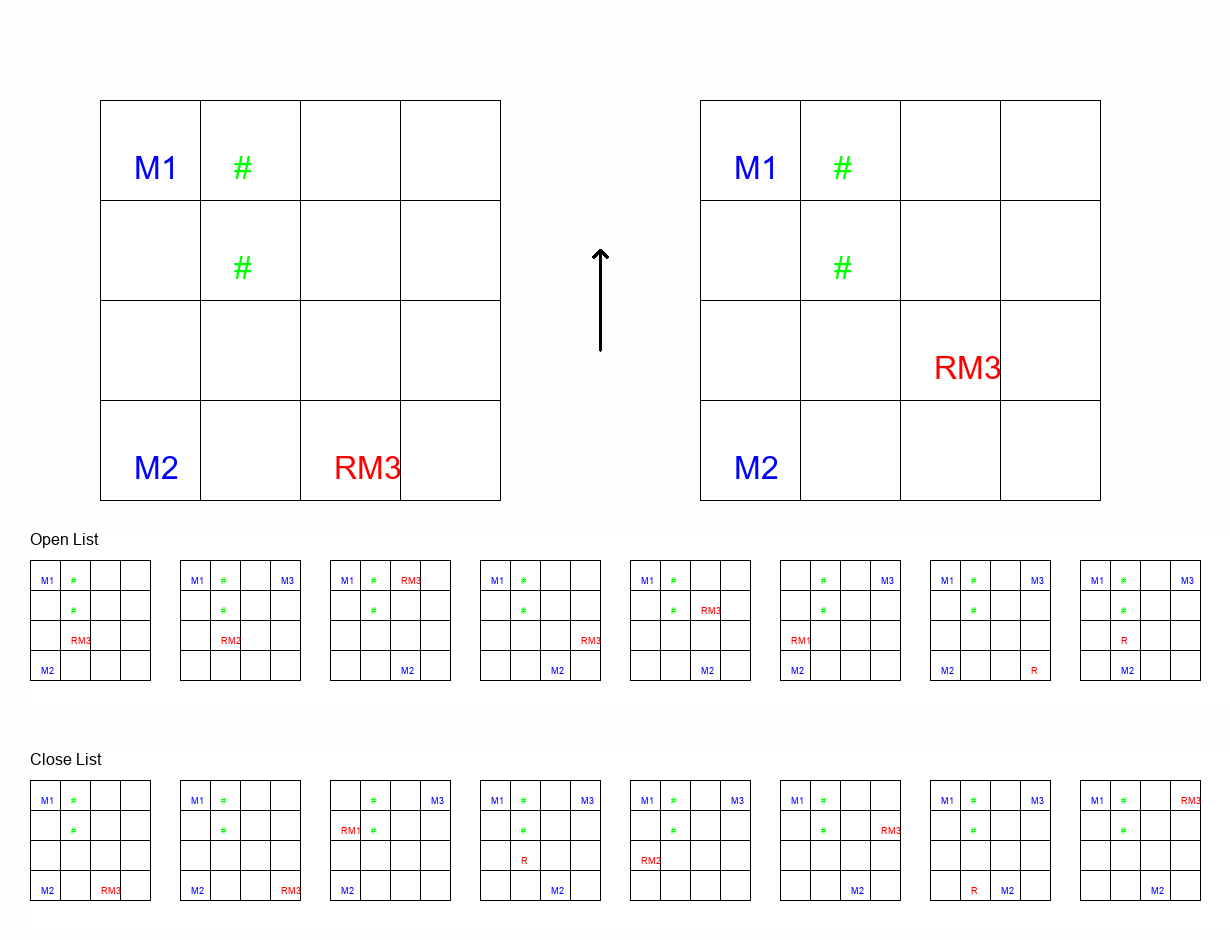 M1 # M1 #
# #
RM3
M2 RM3 M2
Open List
M1 # M1 # M3 M1 # RM3 M1 # M1 # # M3 M1 # M3 M1 # M3
# # # # # RM3 # # #
RM3 RM2 RM3 RM1 R
M2 M2 M2 M2 M2 M2 R M2
Close List
M1 # M1 # # M3 M1 # M3 M1 # M3 M1 # M1 # M3 M1 # RM3
# # RM1 # # # # RM3 # #
R RM2
M2 RM3 M2 RM3 M2 M2 M2 R M2 M2